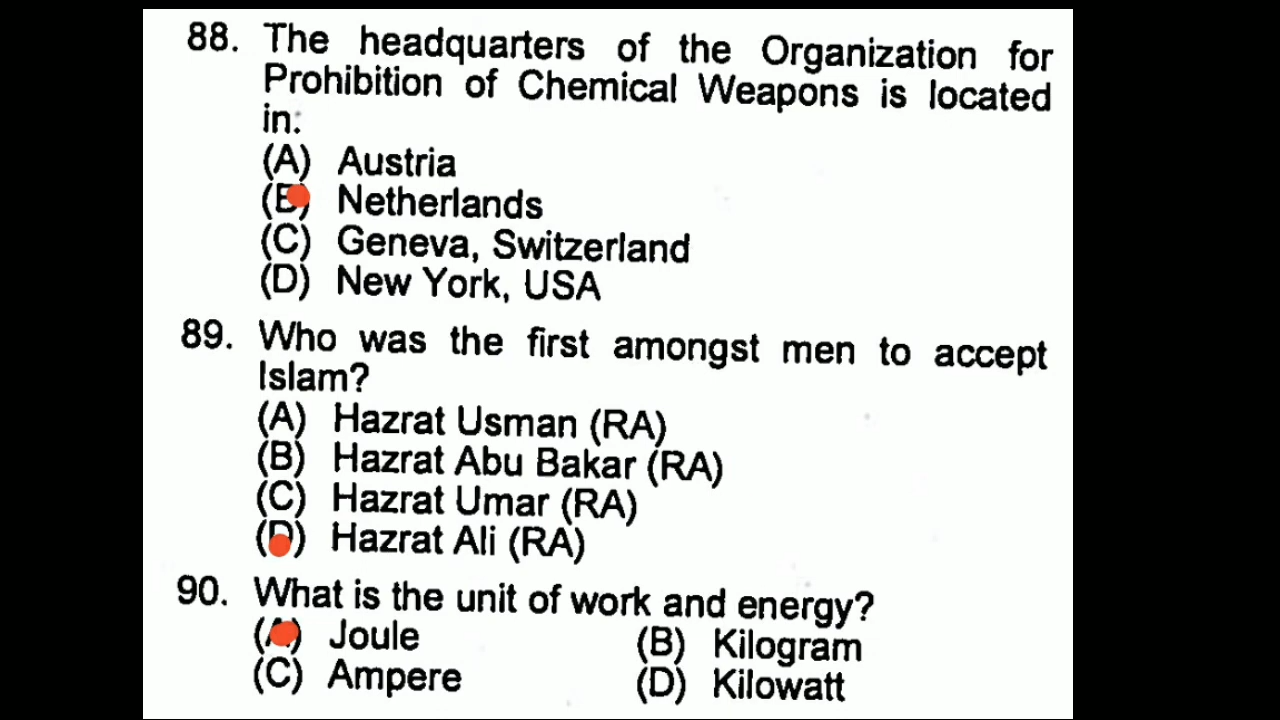 88. The headquarters of the Organization for
Prohibition of Chemical Weapons is located
in:
(A) Austria
(B) Netherlands
(C) Geneva, Switzerland
(D) New York, USA
89. Who was the first amongst men to accept
Islam?
(A) Hazrat Usman (RA)
(B) Hazrat Abu Bakar (RA)
(C) Hazrat Umar (RA)
(D) Hazrat Ali (RA)
90. What is the unit of work and energy?
(A) Joule (B) Kilogram
(C) Ampere (D) Kilowatt